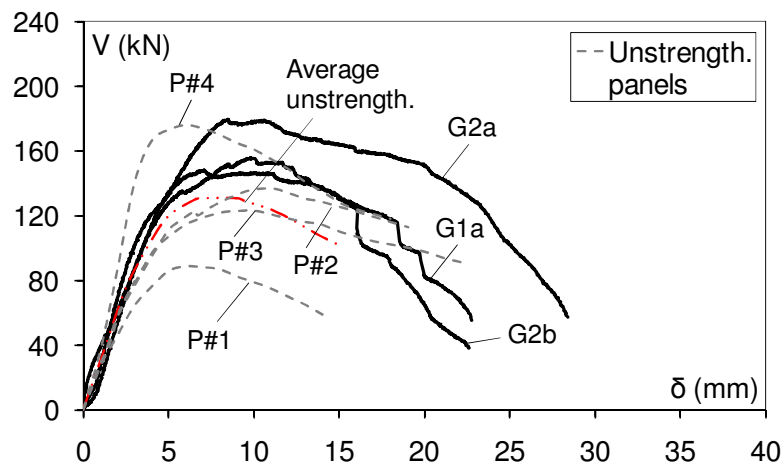 240
V (kN)
Unstrength.
panels
Average
unstrength.
P#4
200
G2a
160
120
P#3
P#2
G1a
80
P#1
G2b
40
δ (mm)
0
0 5 10 15 20 25 30 35 40